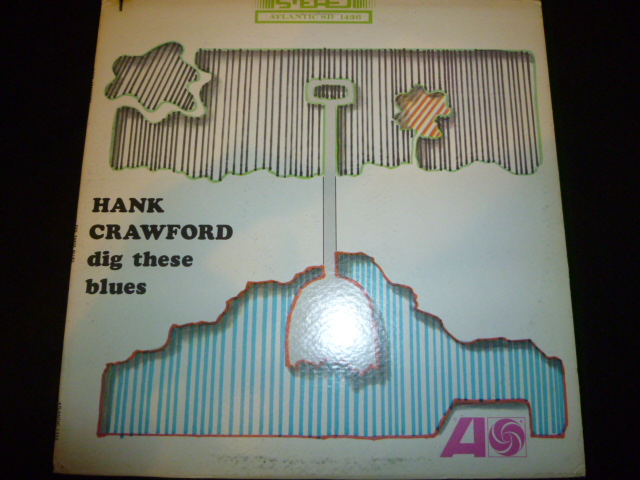 STEREO
ATLANTIC SD 1436
HANK
CRAWFORD
dig these
blues
A